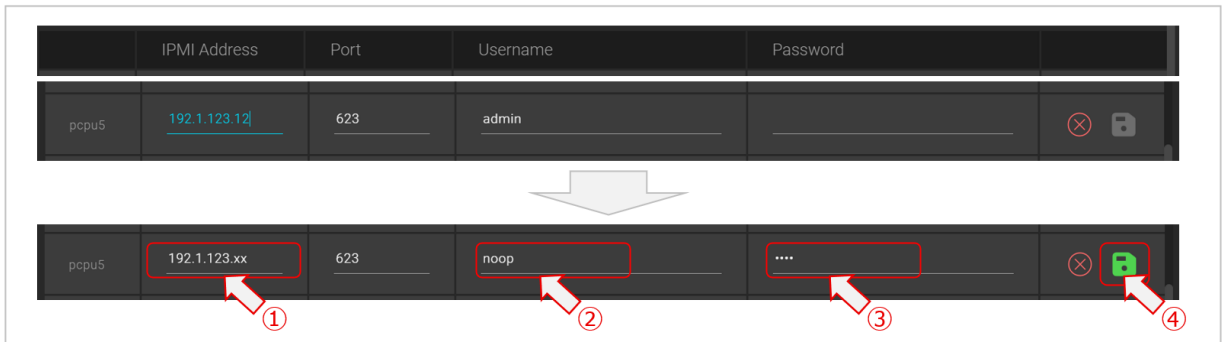 IPMI Address Port Username Password
pcpu5 192.1.123.12 623 admin
pcpu5 192.1.123.xx 623 noop ••••
① ② ③ ④